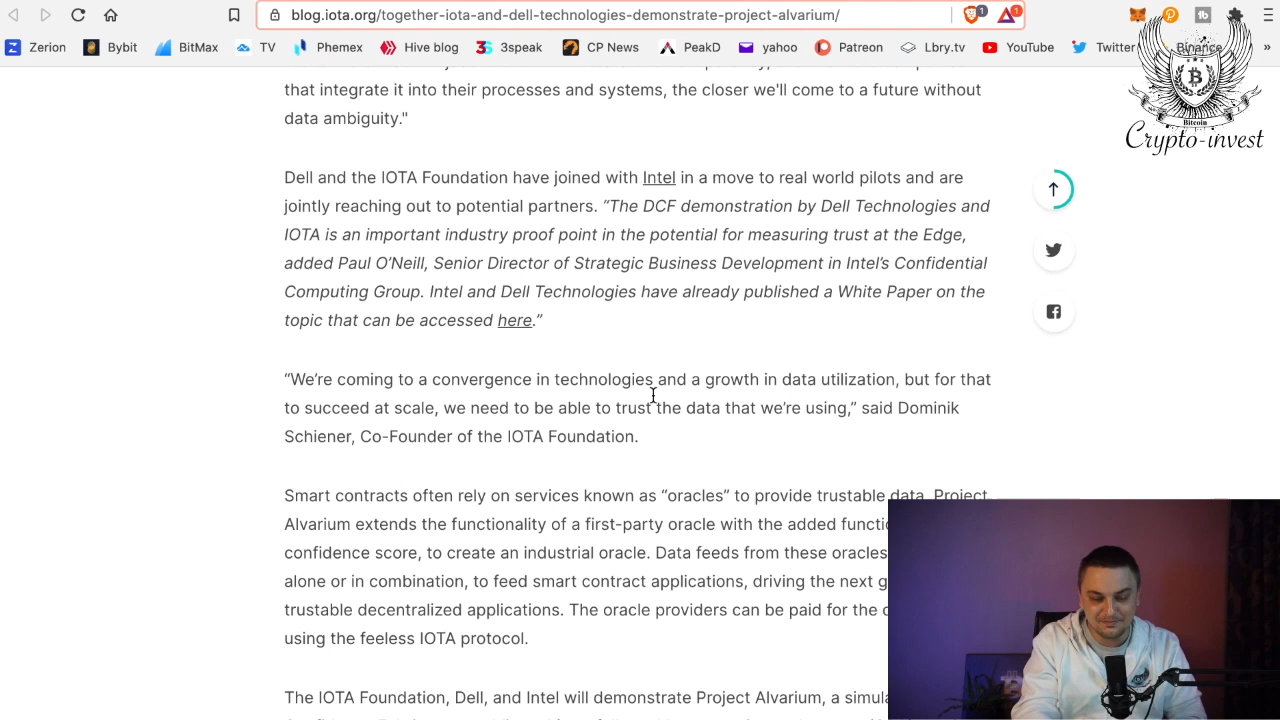 blog.iota.org/together-iota-and-dell-technologies-demonstrate-project-alvarium/
1
1
Zerion
Bybit
BitMax
TV
Phemex
Hive blog
3speak
CP News
PeakD
yahoo
Patreon
Lbry.tv
YouTube
Twitter
Binance
»
Bitcoin
Crypto-invest
that integrate it into their processes and systems, the closer we'll come to a future without
data ambiguity."
Dell and the IOTA Foundation have joined with Intel in a move to real world pilots and are
jointly reaching out to potential partners. “The DCF demonstration by Dell Technologies and
IOTA is an important industry proof point in the potential for measuring trust at the Edge,
added Paul O’Neill, Senior Director of Strategic Business Development in Intel’s Confidential
Computing Group. Intel and Dell Technologies have already published a White Paper on the
topic that can be accessed here.”
“We’re coming to a convergence in technologies and a growth in data utilization, but for that
to succeed at scale, we need to be able to trust the data that we’re using,” said Dominik
Schiener, Co-Founder of the IOTA Foundation.
Smart contracts often rely on services known as “oracles” to provide trustable data. Project
Alvarium extends the functionality of a first-party oracle with the added
confidence score, to create an industrial oracle. Data feeds from these oracles
alone or in combination, to feed smart contract applications, driving the next
trustable decentralized applications. The oracle providers can be paid for the
using the feeless IOTA protocol.
The IOTA Foundation, Dell, and Intel will demonstrate Project Alvarium, a